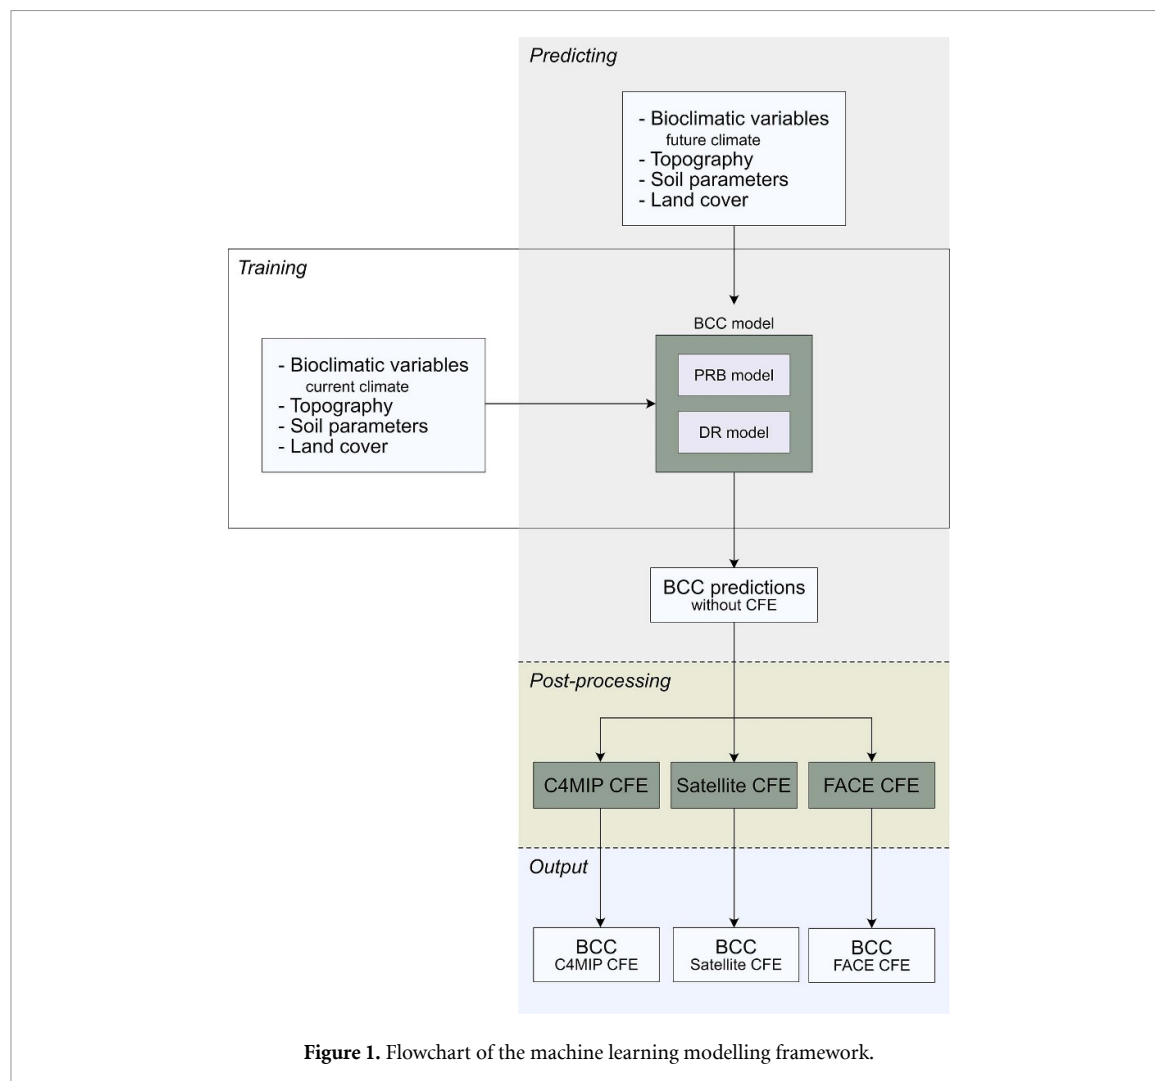 Predicting
- Bioclimatic variables
future climate
- Topography
- Soil parameters
- Land cover
Training
- Bioclimatic variables
current climate
- Topography
- Soil parameters
- Land cover
BCC model
PRB model
DR model
BCC predictions
without CFE
Post-processing
C4MIP CFE
Satellite CFE
FACE CFE
Output
BCC
C4MIP CFE
BCC
Satellite CFE
BCC
FACE CFE
Figure 1. Flowchart of the machine learning modelling framework.